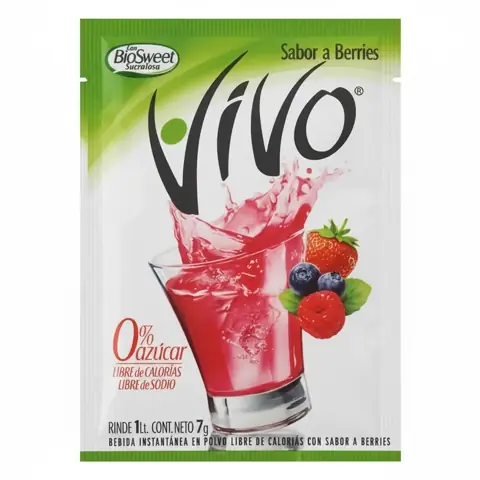 Con
BioSweet
Sucralosa
Sabor a Berries
ViVO®
0%
azúcar
LIBRE de CALORÍAS
LIBRE de SODIO
RINDE 1Lt. CONT. NETO 7g
BEBIDA INSTANTÁNEA EN POLVO LIBRE DE CALORÍAS CON SABOR A BERRIES